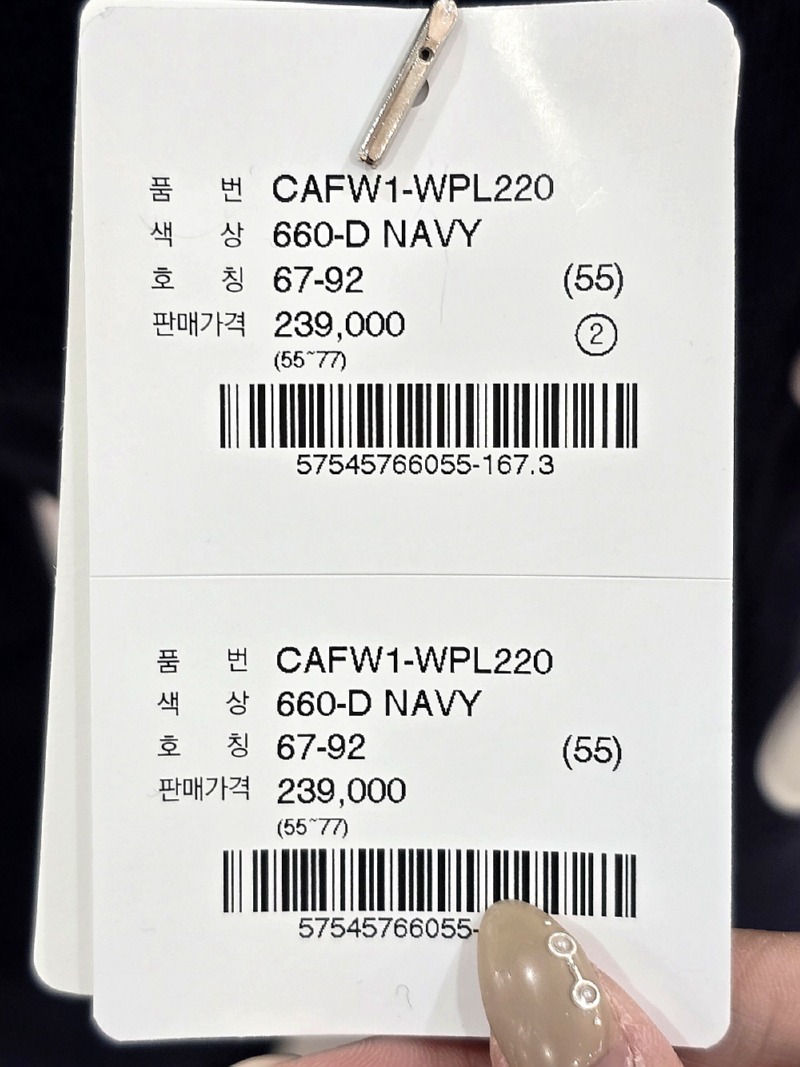 품 번 CAFW1-WPL220
색 상 660-D NAVY
호 칭 67-92 (55)
판매가격 239,000 ②
(55~77)
57545766055-167.3
품 번 CAFW1-WPL220
색 상 660-D NAVY
호 칭 67-92 (55)
판매가격 239,000
(55~77)
57545766055-